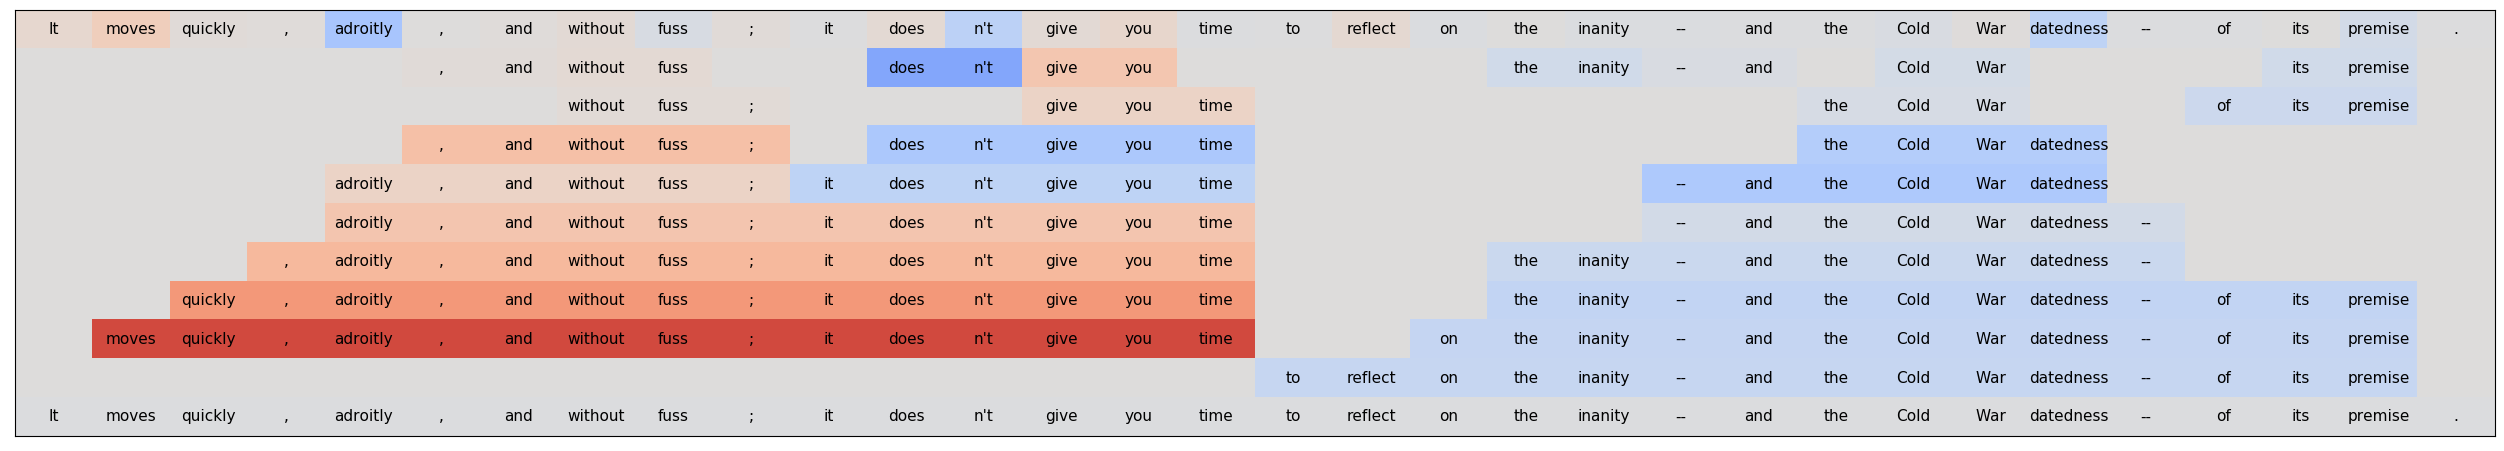 It moves quickly , adroitly , and without fuss ; it does n't give you time to reflect on the inanity -- and the Cold War datedness -- of its premise .
, and without fuss does n't give you the inanity -- and Cold War its premise
without fuss ; give you time the Cold War of its premise
, and without fuss ; does n't give you time the Cold War datedness
adroitly , and without fuss ; it does n't give you time -- and the Cold War datedness
adroitly , and without fuss ; it does n't give you time -- and the Cold War datedness --
, adroitly , and without fuss ; it does n't give you time the inanity -- and the Cold War datedness --
quickly , adroitly , and without fuss ; it does n't give you time the inanity -- and the Cold War datedness -- of its premise
moves quickly , adroitly , and without fuss ; it does n't give you time on the inanity -- and the Cold War datedness -- of its premise
to reflect on the inanity -- and the Cold War datedness -- of its premise
It moves quickly , adroitly , and without fuss ; it does n't give you time to reflect on the inanity -- and the Cold War datedness -- of its premise .